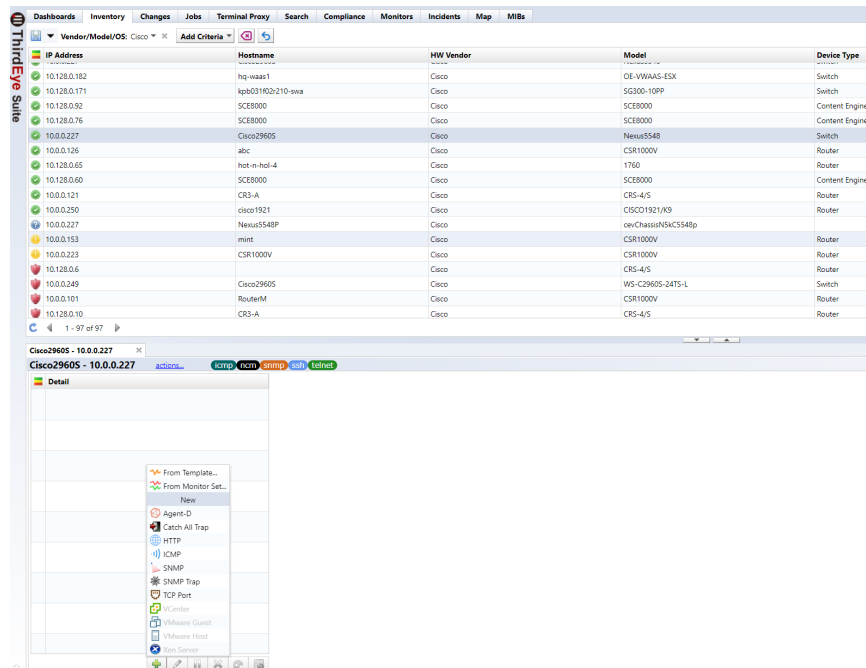 ThirdEye Suite
Dashboards Inventory Changes Jobs Terminal Proxy Search Compliance Monitors Incidents Map MIBs
Vendor/Model/OS: Cisco Add Criteria
IP Address Hostname HW Vendor Model Device Type
10.128.0.182 hq-waas1 Cisco OE-VWAAS-ESX Switch
10.128.0.171 kpb031f02r210-swa Cisco SG300-10PP Switch
10.128.0.92 SCE8000 Cisco SCE8000 Content Engine
10.128.0.76 SCE8000 Cisco SCE8000 Content Engine
10.0.0.227 Cisco2960S Cisco Nexus5548 Switch
10.0.0.126 abc Cisco CSR1000V Router
10.128.0.65 hot-n-hol-4 Cisco 1760 Router
10.128.0.60 SCE8000 Cisco SCE8000 Content Engine
10.0.0.121 CR3-A Cisco CRS-4/S Router
10.0.0.250 cisco1921 Cisco CISCO1921/K9 Router
10.0.0.227 Nexus5548P Cisco cevChassisN5kC5548p
10.0.0.153 mint Cisco CSR1000V Router
10.0.0.223 CSR1000V Cisco CSR1000V Router
10.128.0.6 Cisco CRS-4/S Router
10.0.0.249 Cisco2960S Cisco WS-C2960S-24TS-L Switch
10.0.0.101 RouterM Cisco CSR1000V Router
10.128.0.10 CR3-A Cisco CRS-4/S Router
1 - 97 of 97
Cisco2960S - 10.0.0.227
Cisco2960S - 10.0.0.227 actions... icmp ncm snmp ssh telnet
Detail
From Template...
From Monitor Set...
New
Agent-D
Catch All Trap
HTTP
ICMP
SNMP
SNMP Trap
TCP Port
VCenter
VMware Guest
VMware Host
Xen Server